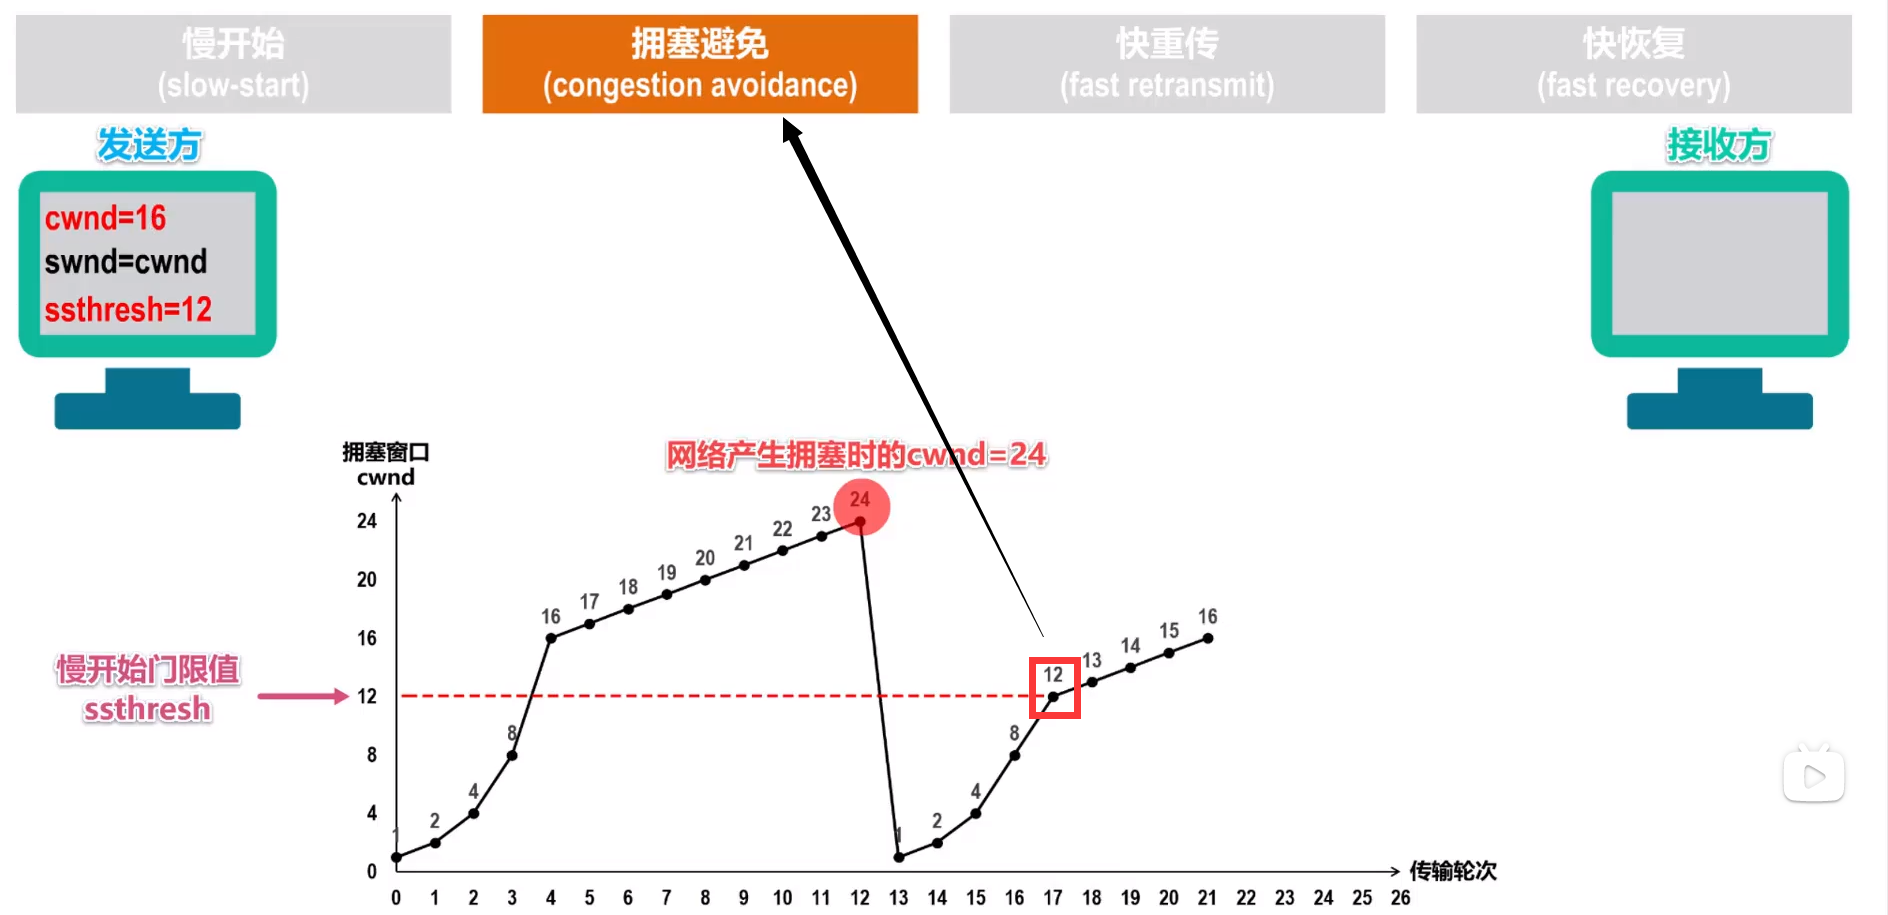 慢开始
(slow-start)
拥塞避免
(congestion avoidance)
快重传
(fast retransmit)
快恢复
(fast recovery)
发送方
接收方
cwnd=16
swnd=cwnd
ssthresh=12
拥塞窗口
cwnd
网络产生拥塞时的cwnd=24
24
20
16
12
8
4
0
慢开始门限值
ssthresh
1
2
4
8
16
17
18
19
20
21
22
23
24
1
2
4
8
12
13
14
15
16
0 1 2 3 4 5 6 7 8 9 10 11 12 13 14 15 16 17 18 19 20 21 22 23 24 25 26
传输轮次